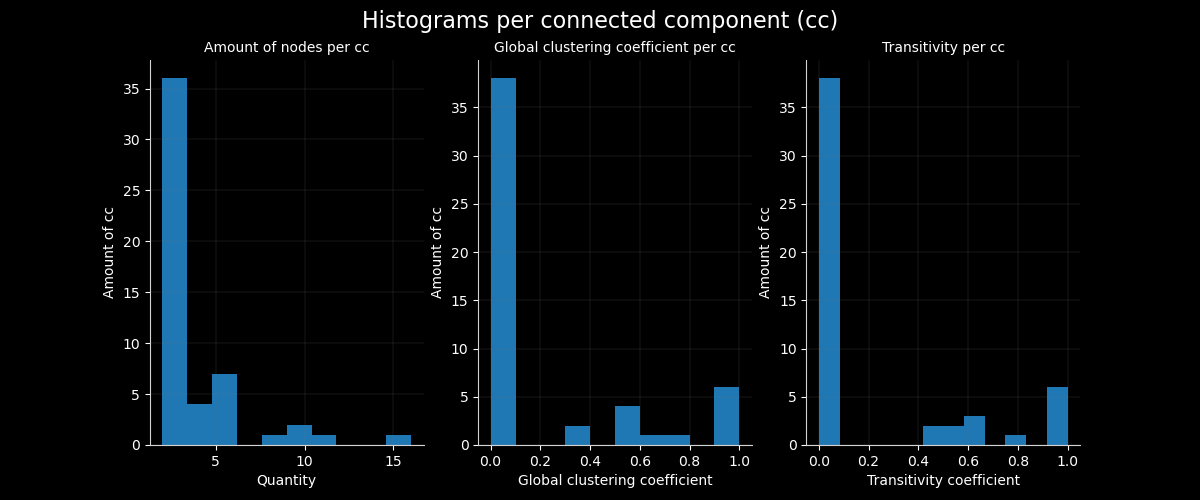 Histograms per connected component (cc)
Amount of nodes per cc
Amount of cc
35
30
25
20
15
10
5
0
5 10 15
Quantity
Global clustering coefficient per cc
Amount of cc
35
30
25
20
15
10
5
0
0.0 0.2 0.4 0.6 0.8 1.0
Global clustering coefficient
Transitivity per cc
Amount of cc
35
30
25
20
15
10
5
0
0.0 0.2 0.4 0.6 0.8 1.0
Transitivity coefficient